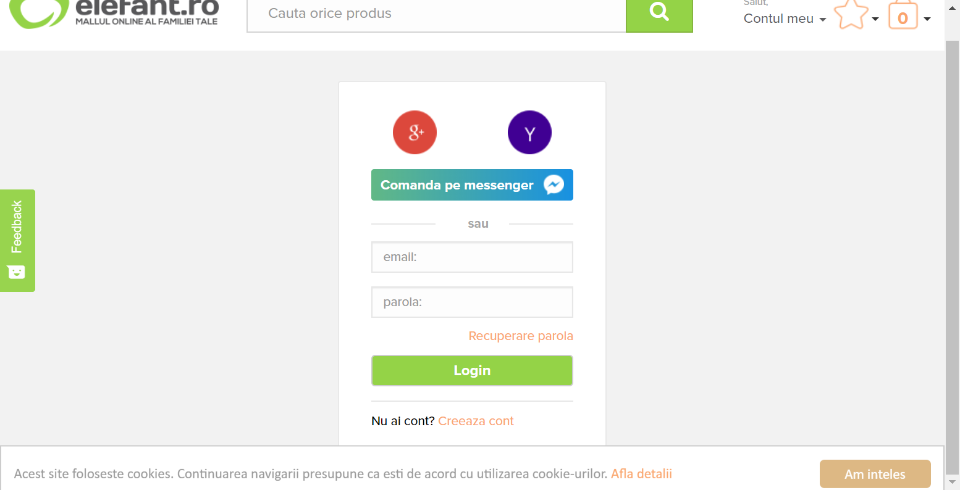 elefant.ro
MALLUL ONLINE AL FAMILIEI TALE
Cauta orice produs
Salut,
Contul meu
0
g+
Y
Comanda pe messenger
sau
email:
parola:
Recuperare parola
Login
Nu ai cont? Creeaza cont
Feedback
Acest site foloseste cookies. Continuarea navigarii presupune ca esti de acord cu utilizarea cookie-urilor. Afla detalii
Am inteles